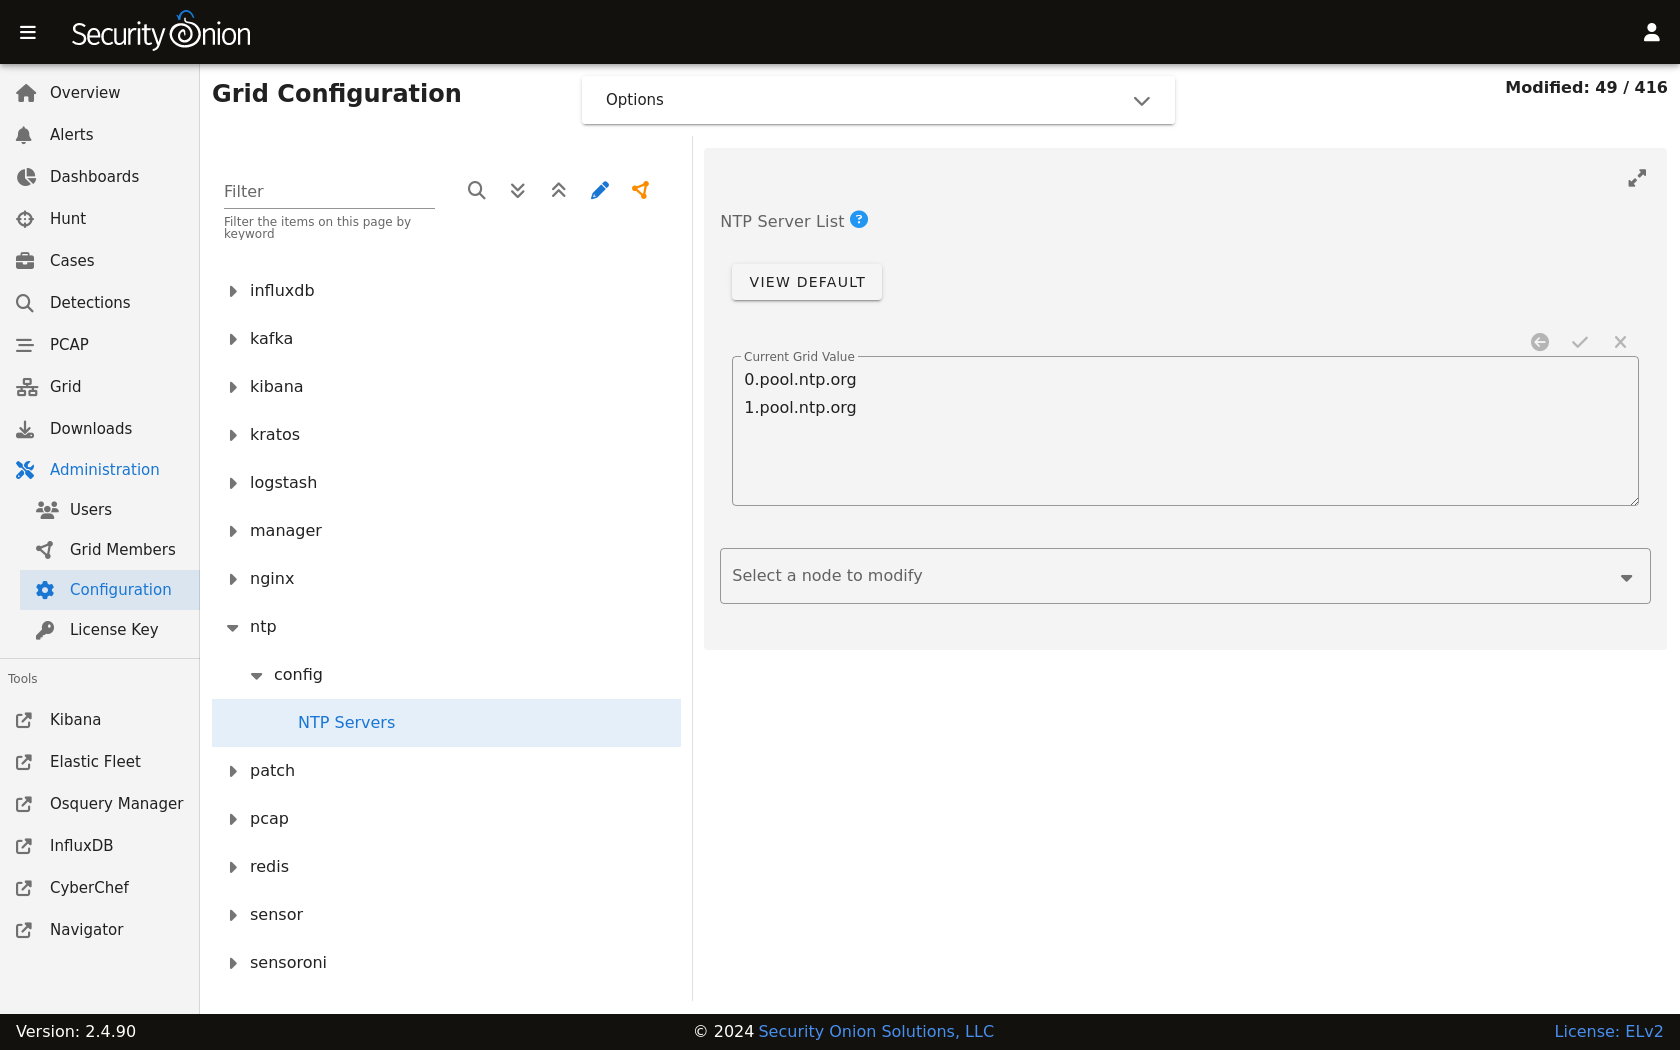 Security Onion
Overview
Alerts
Dashboards
Hunt
Cases
Detections
PCAP
Grid
Downloads
Administration
Users
Grid Members
Configuration
License Key
Tools
Kibana
Elastic Fleet
Osquery Manager
InfluxDB
CyberChef
Navigator
Grid Configuration
Options
Modified: 49 / 416
Filter
Filter the items on this page by
keyword
influxdb
kafka
kibana
kratos
logstash
manager
nginx
ntp
config
NTP Servers
patch
pcap
redis
sensor
sensoroni
NTP Server List ?
VIEW DEFAULT
Current Grid Value
0.pool.ntp.org
1.pool.ntp.org
Select a node to modify
Version: 2.4.90
© 2024 Security Onion Solutions, LLC
License: ELv2